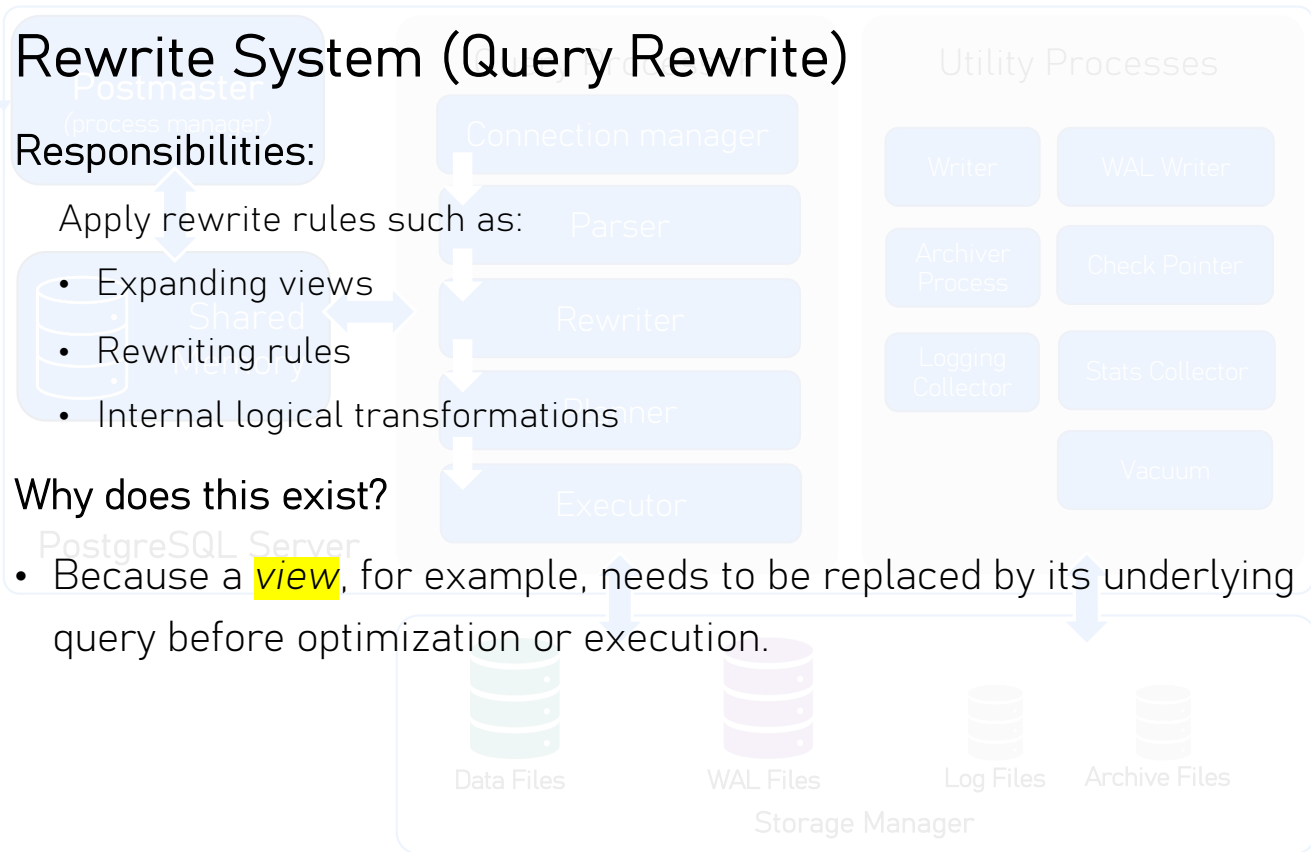 Rewrite System (Query Rewrite)
Responsibilities:
Apply rewrite rules such as:
• Expanding views
• Rewriting rules
• Internal logical transformations
Why does this exist?
• Because a view, for example, needs to be replaced by its underlying
query before optimization or execution.
Postmaster
(process manager)
Shared
Memory
PostgreSQL Server
Connection manager
Parser
Rewriter
Planner
Executor
Utility Processes
Writer
WAL Writer
Archiver
Process
Check Pointer
Logging
Collector
Stats Collector
Vacuum
Data Files
WAL Files
Log Files
Archive Files
Storage Manager